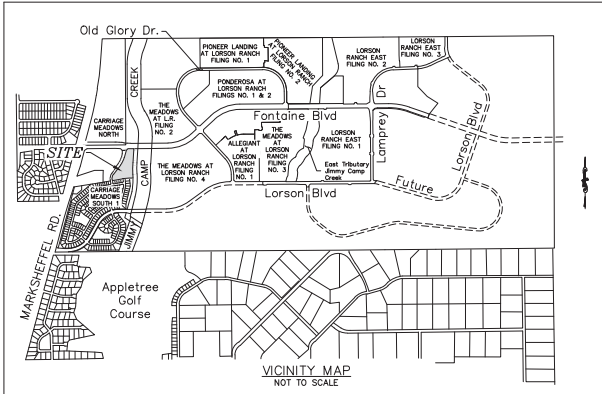 Old Glory Dr.
PIONEER LANDING
AT LORSON RANCH
FILING NO. 1
PIONEER LANDING
AT LORSON RANCH
FILING NO. 2
LORSON
RANCH EAST
FILING NO. 2
LORSON
RANCH EAST
FILING NO. 3
CREEK
PONDEROSA AT
LORSON RANCH
FILINGS NO. 1 & 2
THE
MEADOWS
AT L.R.
FILING
NO. 2
CARRIAGE
MEADOWS
NORTH
Fontaine Blvd
Lamprey Dr
Lorson Blvd
SITE
CAMP
THE MEADOWS AT
LORSON RANCH
FILING NO. 4
ALLEGIANT
AT
LORSON
RANCH
FILING
NO. 1
THE
MEADOWS
AT
LORSON
RANCH
FILING
NO. 3
LORSON
RANCH EAST
FILING NO. 1
East Tributary
Jimmy Camp
Creek
CARRIAGE
MEADOWS
SOUTH 1
JIMMY
Lorson Blvd
Future
MARKSHEFFEL RD.
Appletree
Golf
Course
VICINITY MAP
NOT TO SCALE